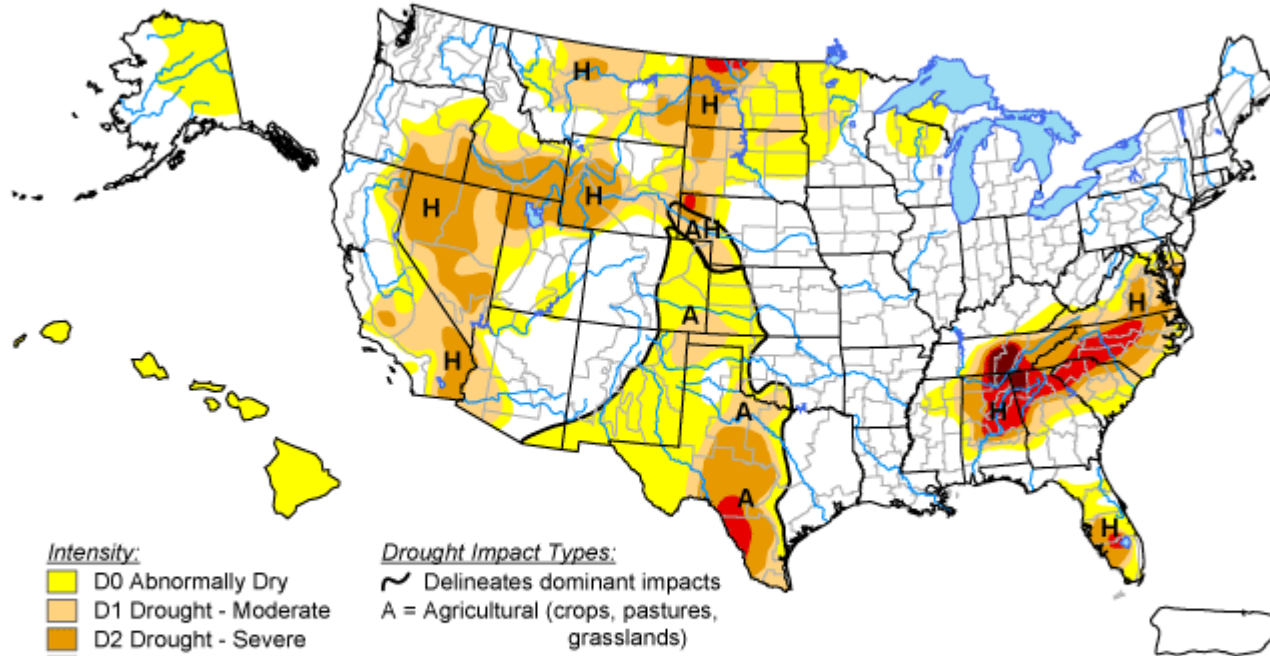 H
H
H
H
A H
H
A
H
H
H
A
A
H
Intensity:
D0 Abnormally Dry
D1 Drought - Moderate
D2 Drought - Severe
Drought Impact Types:
Delineates dominant impacts
A = Agricultural (crops, pastures,
grasslands)